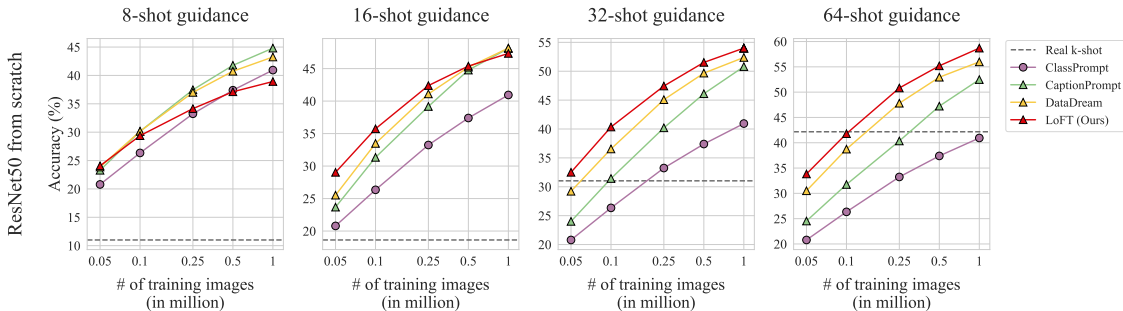 8-shot guidance
16-shot guidance
32-shot guidance
64-shot guidance
ResNet50 from scratch
Accuracy (%)
45
40
35
30
25
20
15
10
0.05 0.1 0.25 0.5 1
# of training images
(in million)
45
40
35
30
25
20
0.05 0.1 0.25 0.5 1
# of training images
(in million)
55
50
45
40
35
30
25
20
0.05 0.1 0.25 0.5 1
# of training images
(in million)
60
55
50
45
40
35
30
25
20
0.05 0.1 0.25 0.5 1
# of training images
(in million)
Real k-shot
ClassPrompt
CaptionPrompt
DataDream
LoFT (Ours)